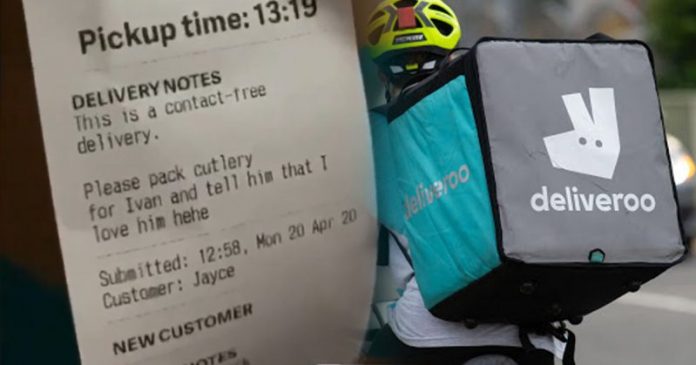 Pickup time: 13:19
DELIVERY NOTES
This is a contact-free
delivery.
Please pack cutlery
for Ivan and tell him that I
love him hehe
Submitted: 12:58, Mon 20 Apr 20
Customer: Jayce
NEW CUSTOMER
NOTES
deliveroo
deliveroo